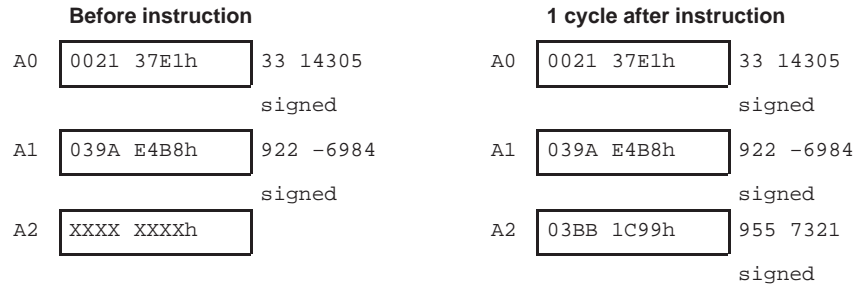 Before instruction 1 cycle after instruction
A0 0021 37E1h 33 14305 A0 0021 37E1h 33 14305
signed signed
A1 039A E4B8h 922 −6984 A1 039A E4B8h 922 −6984
signed signed
A2 XXXX XXXXh A2 03BB 1C99h 955 7321
signed